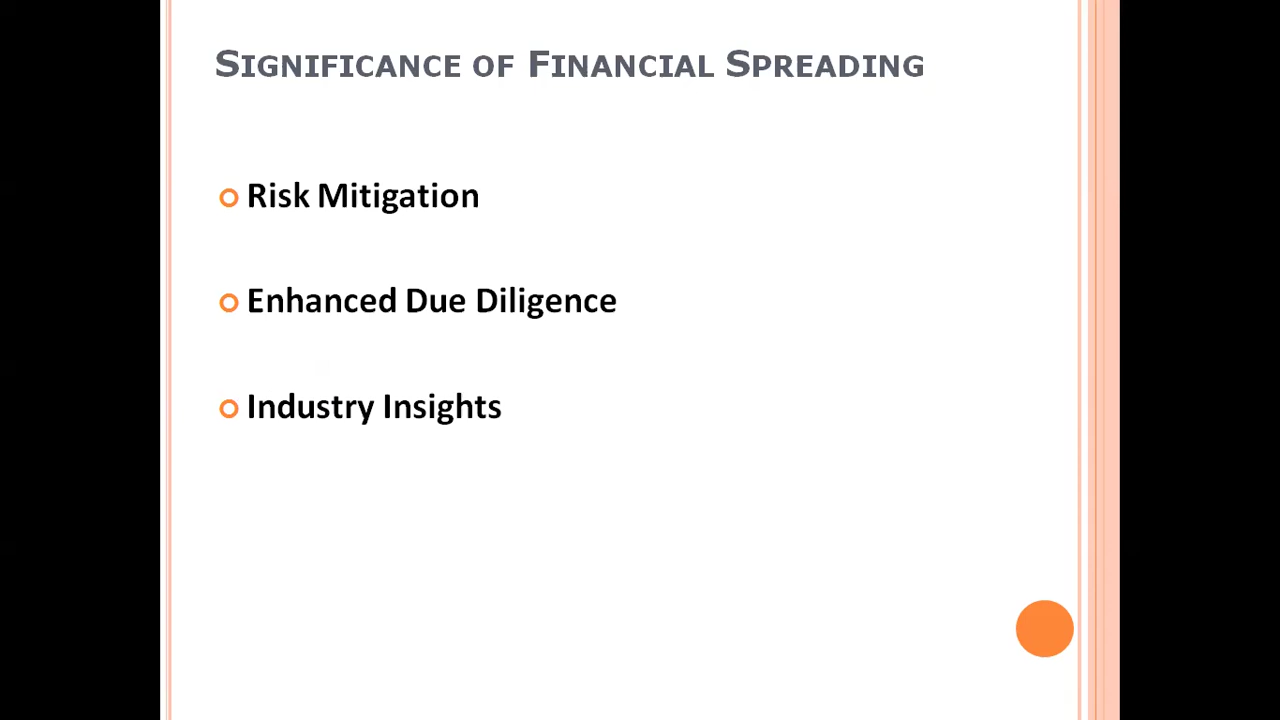 Significance of Financial Spreading
Risk Mitigation
Enhanced Due Diligence
Industry Insights